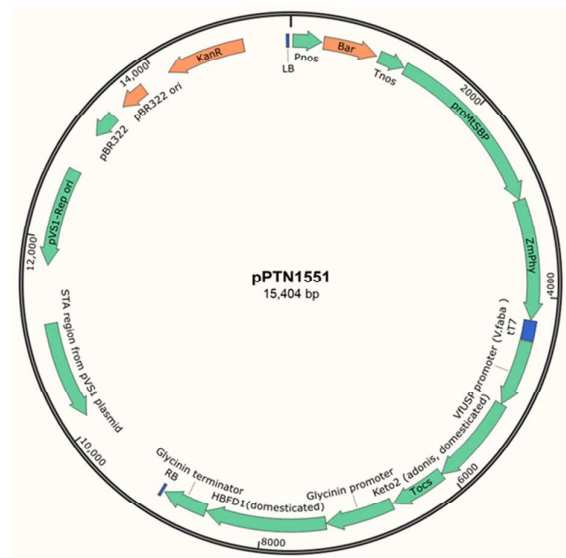 LB
Pnos
Bar
Tnos
2000
proMtSBP
ZmPhy
4000
tT7
VfUSP promoter (V.faba )
6000
Keto2 (adonis, domesticated)
Tocs
Glycinin promoter
8000
HBFD1(domesticated)
Glycinin terminator
RB
10,000
STA region from pVS1 plasmid
12,000
pVS1-Rep ori
pBR322
pBR322 ori
14,000
KanR
pPTN1551
15,404 bp